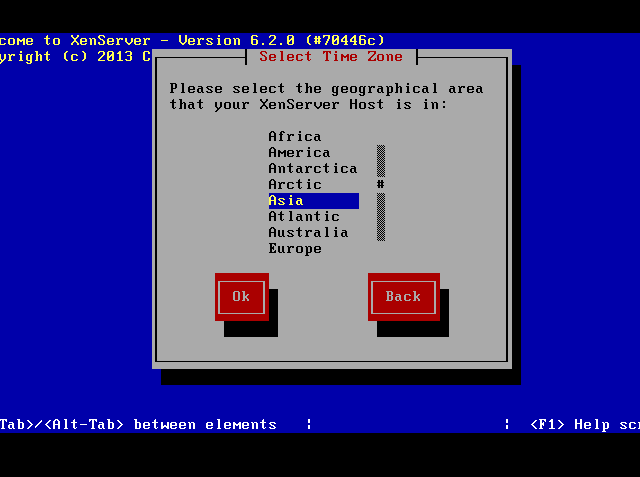 come to XenServer - Version 6.2.0 (#70446c)
yright (c) 2013 C
Select Time Zone
Please select the geographical area
that your XenServer Host is in:
Africa
America
Antarctica
Arctic #
Asia
Atlantic
Australia
Europe
Ok Back
Tab>/<Alt-Tab> between elements | | <F1> Help scr